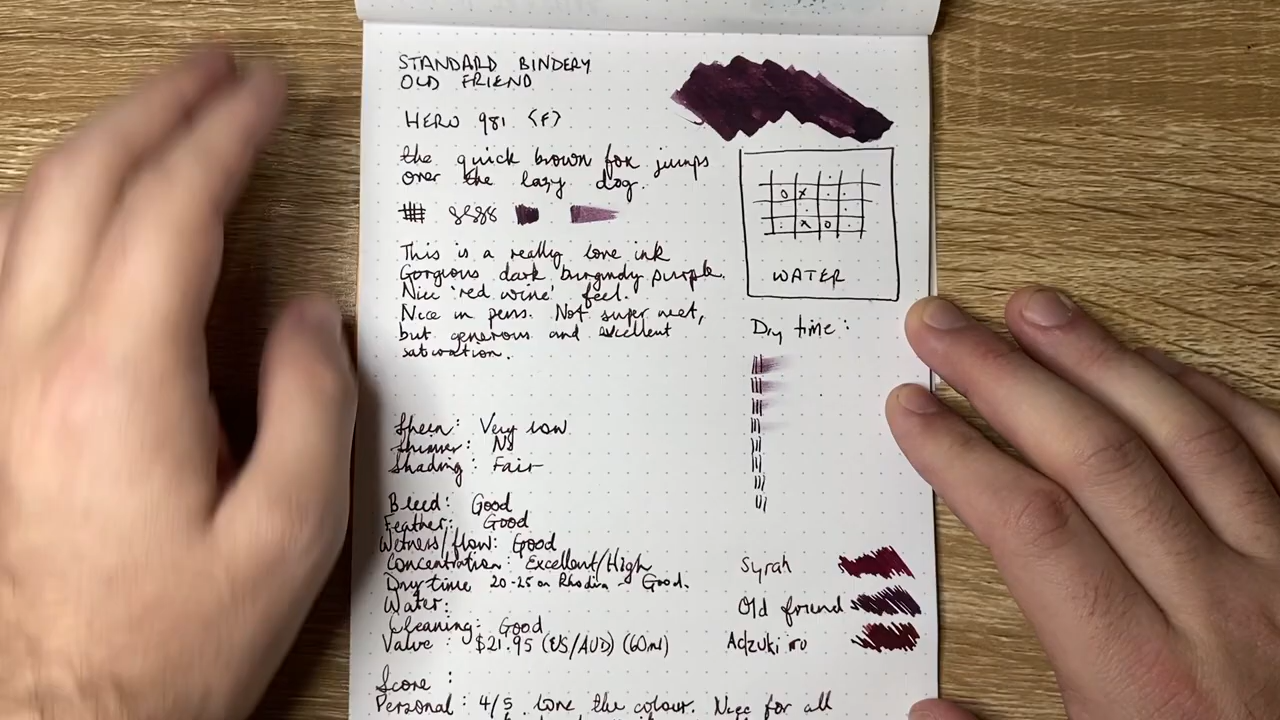 STANDARD BINDERY
OLD FRIEND
HERO 981 <F>
the quick brown fox jumps
over the lazy dog.
This is a really love ink
Gorgious dark burgundy purple.
Nice 'red wine' feel.
Nice in pens. Not super wet,
but generous and excellent
saturation.
WATER
Dry time:
Sheen: Very low
Shimmer: No
Shading: Fair
Bleed: Good
Feather: Good
Wetness/flow: Good
Concentration: Excellent/High
Dry time 20-25 on Rhodia - Good.
Water:
Cleaning: Good
Value: $21.95 (US/AUD) (60ml)
Syrah
Old friend
Adzuki iro
Score:
Personal: 4/5. Love the colour. Nice for all